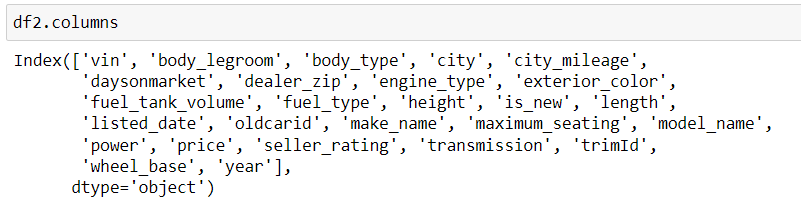 df2.columns
Index(['vin', 'body_legroom', 'body_type', 'city', 'city_mileage',
'daysonmarket', 'dealer_zip', 'engine_type', 'exterior_color',
'fuel_tank_volume', 'fuel_type', 'height', 'is_new', 'length',
'listed_date', 'oldcarid', 'make_name', 'maximum_seating', 'model_name',
'power', 'price', 'seller_rating', 'transmission', 'trimId',
'wheel_base', 'year'],
dtype='object')